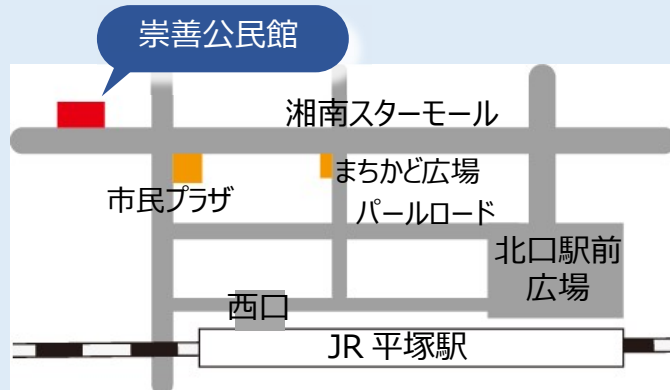 崇善公民館
湘南スターモール
まちかど広場
市民プラザ
パールロード
北口駅前
広場
西口
JR 平塚駅